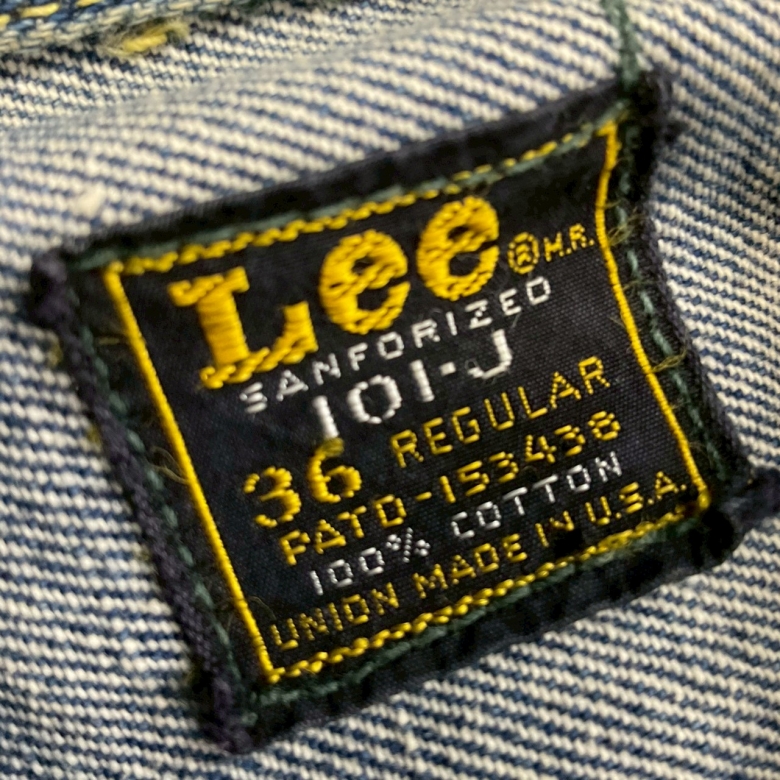 Lee ® M.R.
SANFORIZED
101-J
36 REGULAR
PATD-153438
100% COTTON
UNION MADE IN U.S.A.